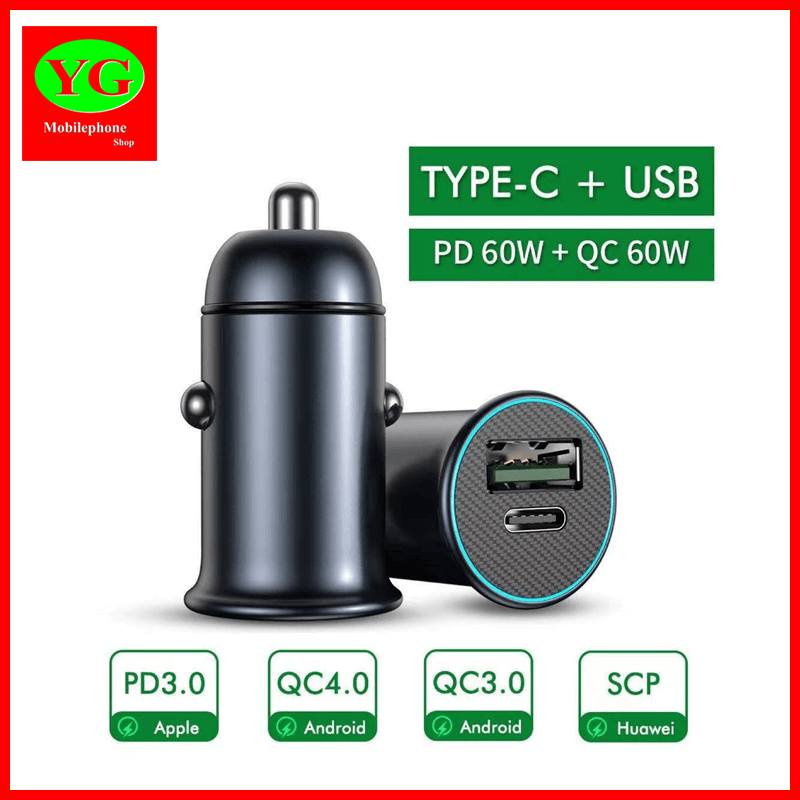 YG
Mobilephone
Shop
TYPE-C + USB
PD 60W + QC 60W
PD3.0
Apple
QC4.0
Android
QC3.0
Android
SCP
Huawei